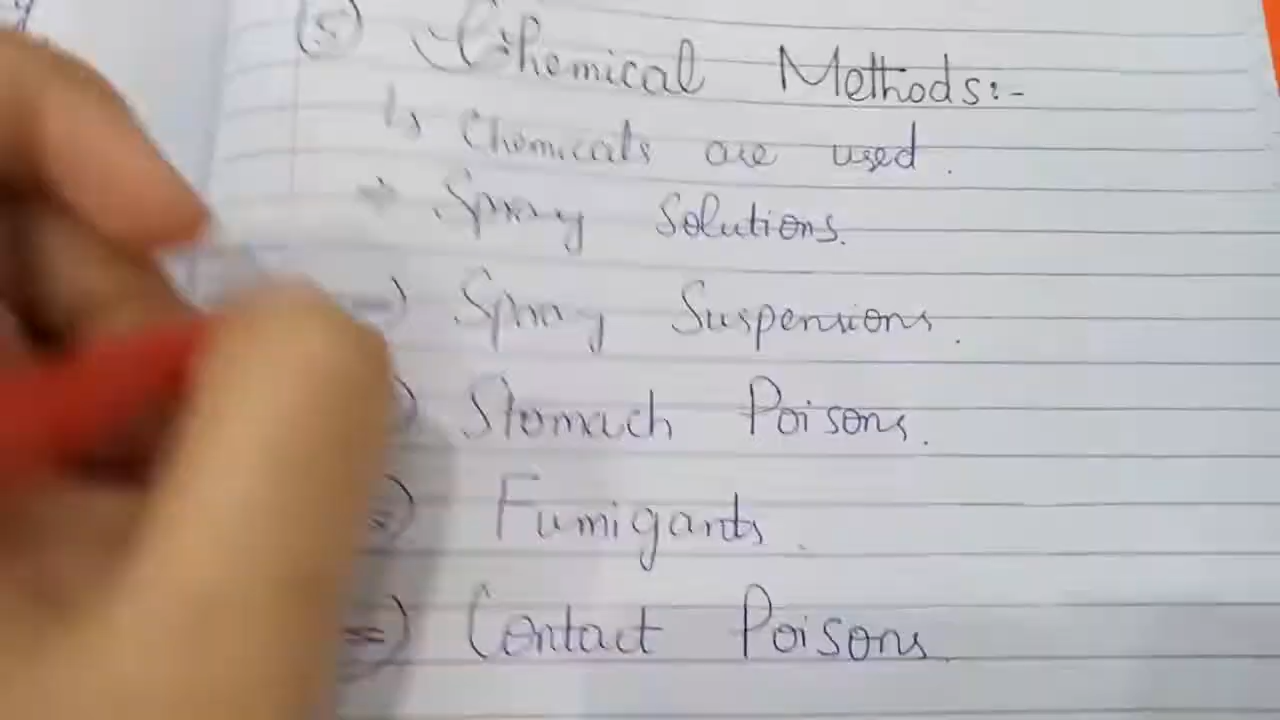 (5) Chemical Methods:-
↳ Chemicals are used.
→ Spray Solutions.
⇒ Spray Suspensions.
⇒ Stomach Poisons.
⇒ Fumigants.
⇒ Contact Poisons.